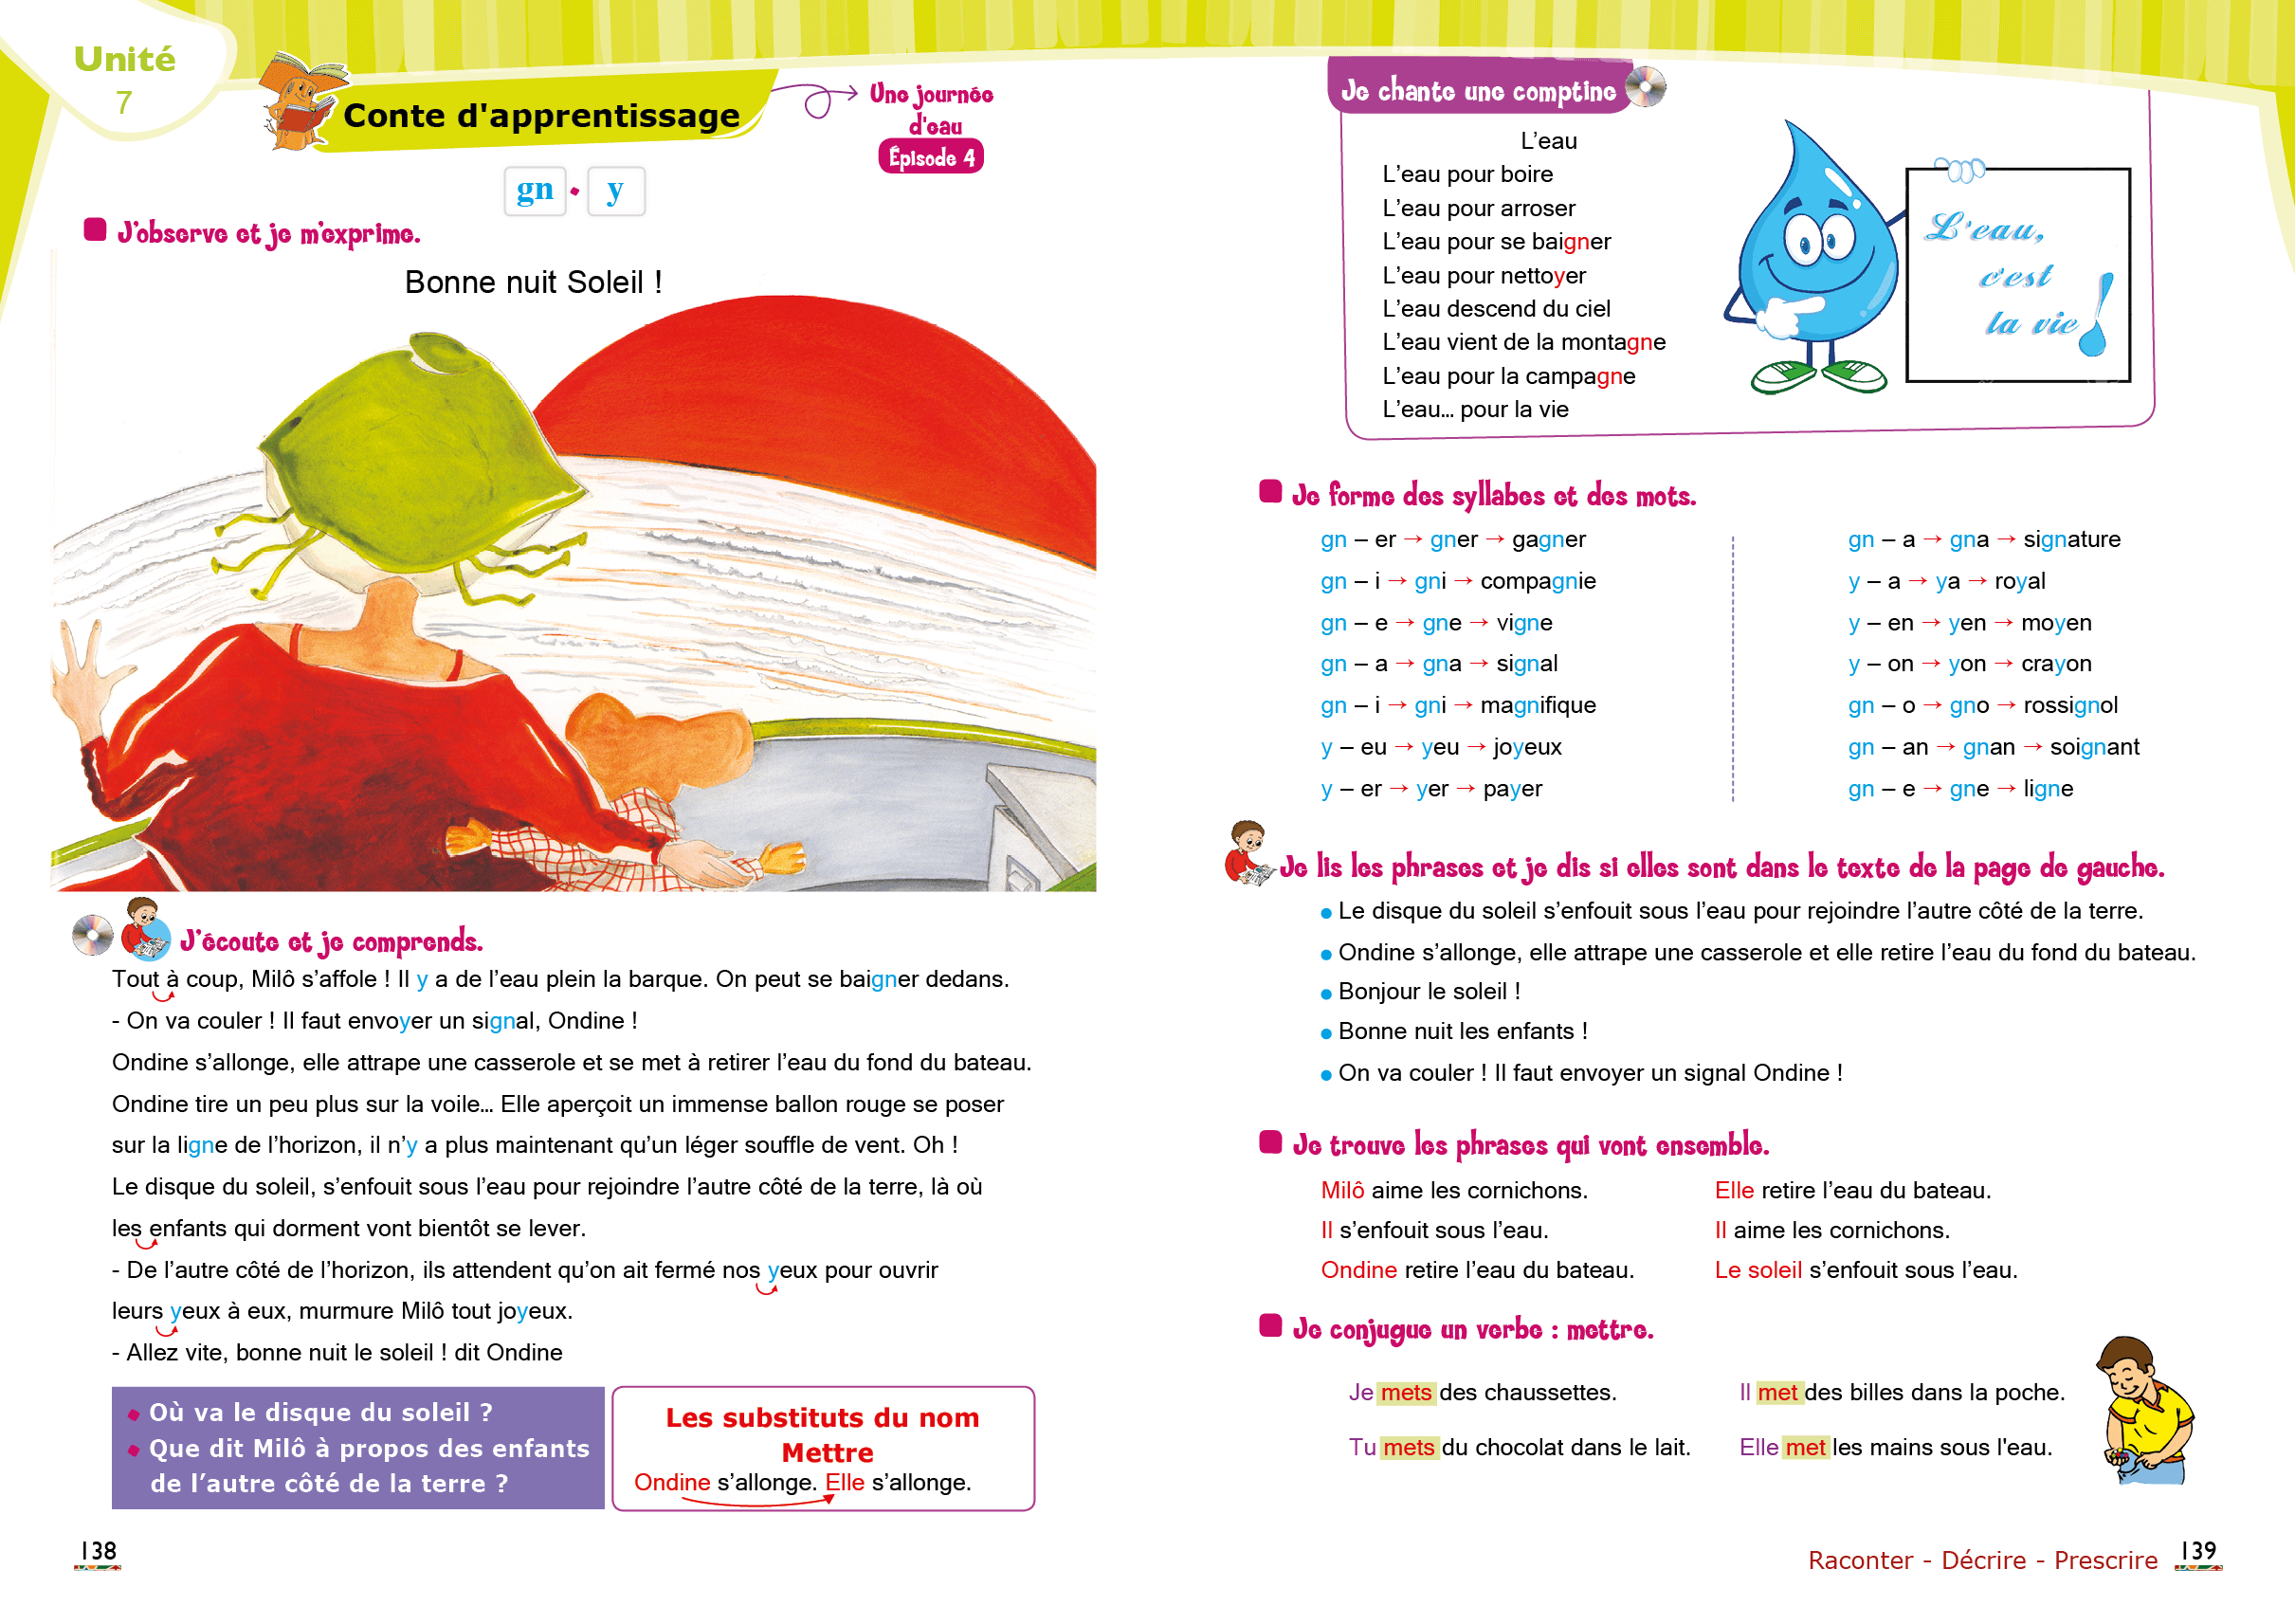 Unité
7
Conte d'apprentissage
Une journée
d'eau
Épisode 4
gn • y
J'observe et je m'exprime.
Bonne nuit Soleil !
J'écoute et je comprends.
Tout à coup, Milô s'affole ! Il y a de l'eau plein la barque. On peut se baigner dedans.
- On va couler ! Il faut envoyer un signal, Ondine !
Ondine s'allonge, elle attrape une casserole et se met à retirer l'eau du fond du bateau.
Ondine tire un peu plus sur la voile... Elle aperçoit un immense ballon rouge se poser
sur la ligne de l'horizon, il n'y a plus maintenant qu'un léger souffle de vent. Oh !
Le disque du soleil, s'enfouit sous l'eau pour rejoindre l'autre côté de la terre, là où
les enfants qui dorment vont bientôt se lever.
- De l'autre côté de l'horizon, ils attendent qu'on ait fermé nos yeux pour ouvrir
leurs yeux à eux, murmure Milô tout joyeux.
- Allez vite, bonne nuit le soleil ! dit Ondine
• Où va le disque du soleil ?
• Que dit Milô à propos des enfants
de l'autre côté de la terre ?
Les substituts du nom
Mettre
Ondine s'allonge. Elle s'allonge.
138
Je chante une comptine
L'eau
L'eau pour boire
L'eau pour arroser
L'eau pour se baigner
L'eau pour nettoyer
L'eau descend du ciel
L'eau vient de la montagne
L'eau pour la campagne
L'eau... pour la vie
L'eau,
c'est
la vie !
Je forme des syllabes et des mots.
gn – er → gner → gagner
gn – i → gni → compagnie
gn – e → gne → vigne
gn – a → gna → signal
gn – i → gni → magnifique
y – eu → yeu → joyeux
y – er → yer → payer
gn – a → gna → signature
y – a → ya → royal
y – en → yen → moyen
y – on → yon → crayon
gn – o → gno → rossignol
gn – an → gnan → soignant
gn – e → gne → ligne
Je lis les phrases et je dis si elles sont dans le texte de la page de gauche.
• Le disque du soleil s'enfouit sous l'eau pour rejoindre l'autre côté de la terre.
• Ondine s'allonge, elle attrape une casserole et elle retire l'eau du fond du bateau.
• Bonjour le soleil !
• Bonne nuit les enfants !
• On va couler ! Il faut envoyer un signal Ondine !
Je trouve les phrases qui vont ensemble.
Milô aime les cornichons.
Il s'enfouit sous l'eau.
Ondine retire l'eau du bateau.
Elle retire l'eau du bateau.
Il aime les cornichons.
Le soleil s'enfouit sous l'eau.
Je conjugue un verbe : mettre.
Je mets des chaussettes.
Tu mets du chocolat dans le lait.
Il met des billes dans la poche.
Elle met les mains sous l'eau.
Raconter - Décrire - Prescrire
139